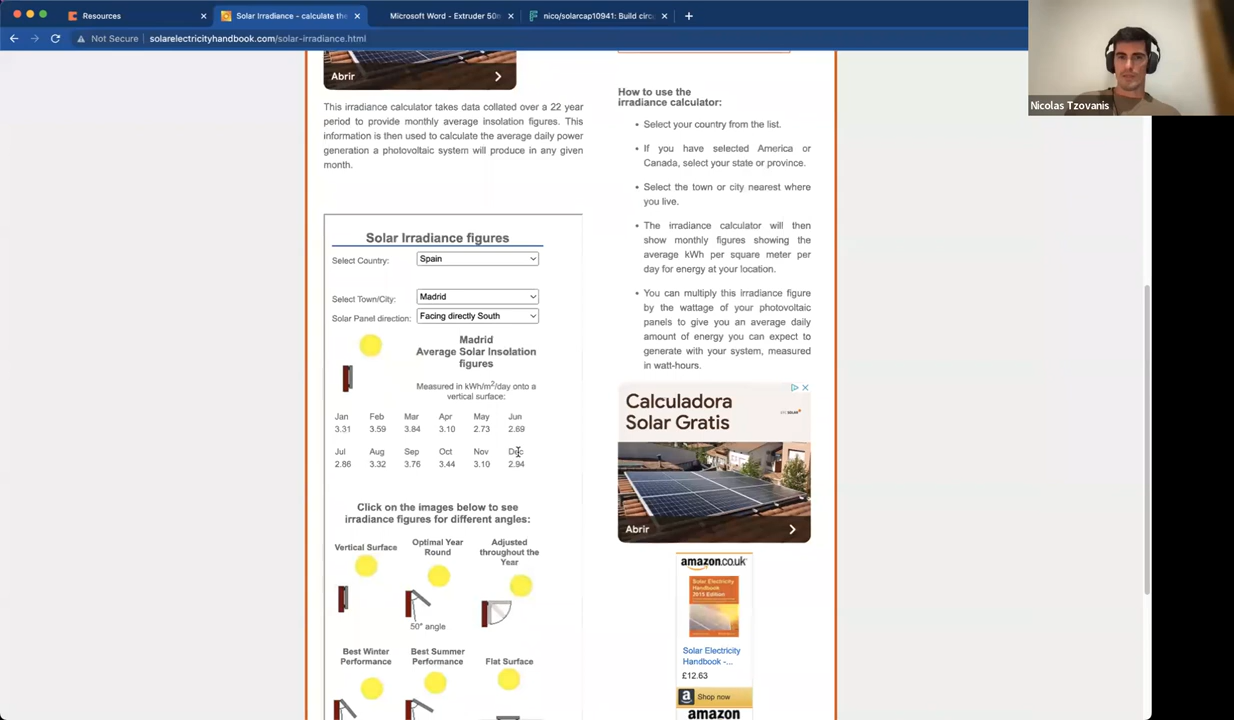 Resources
Solar Irradiance - calculate the
Microsoft Word - Extruder 50m
nico/solarcap10941: Build circ
Not Secure
solarelectricityhandbook.com/solar-irradiance.html
Nicolas Tzovanis
Abrir
This irradiance calculator takes data collated over a 22 year
period to provide monthly average insolation figures. This
information is then used to calculate the average daily power
generation a photovoltaic system will produce in any given
month.
Solar Irradiance figures
Select Country:
Spain
Select Town/City:
Madrid
Solar Panel direction:
Facing directly South
Madrid
Average Solar Insolation
figures
Measured in kWh/m2/day onto a
vertical surface:
Jan Feb Mar Apr May Jun
3.31 3.59 3.84 3.10 2.73 2.69
Jul Aug Sep Oct Nov Dec
2.86 3.32 3.76 3.44 3.10 2.94
Click on the images below to see
irradiance figures for different angles:
Vertical Surface
Optimal Year
Round
Adjusted
throughout the
Year
50° angle
Best Winter
Performance
Best Summer
Performance
Flat Surface
How to use the
irradiance calculator:
• Select your country from the list.
• If you have selected America or
Canada, select your state or province.
• Select the town or city nearest where
you live.
• The irradiance calculator will then
show monthly figures showing the
average kWh per square meter per
day for energy at your location.
• You can multiply this irradiance figure
by the wattage of your photovoltaic
panels to give you an average daily
amount of energy you can expect to
generate with your system, measured
in watt-hours.
Calculadora
Solar Gratis
Abrir
amazon.co.uk
Solar Electricity
Handbook
2015 Edition
Solar Electricity
Handbook -...
£12.63
a Shop now
amazon